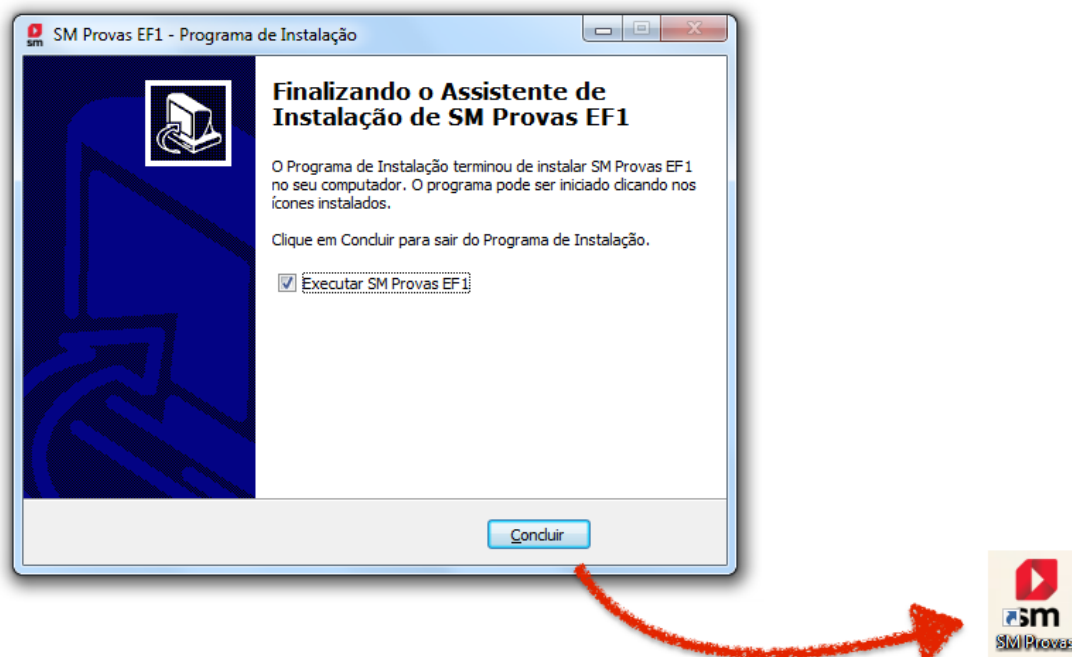 sm
SM Provas EF1 - Programa de Instalação
Finalizando o Assistente de
Instalação de SM Provas EF1
O Programa de Instalação terminou de instalar SM Provas EF1
no seu computador. O programa pode ser iniciado clicando nos
ícones instalados.
Clique em Concluir para sair do Programa de Instalação.
Executar SM Provas EF1
Concluir
sm
SM Provas